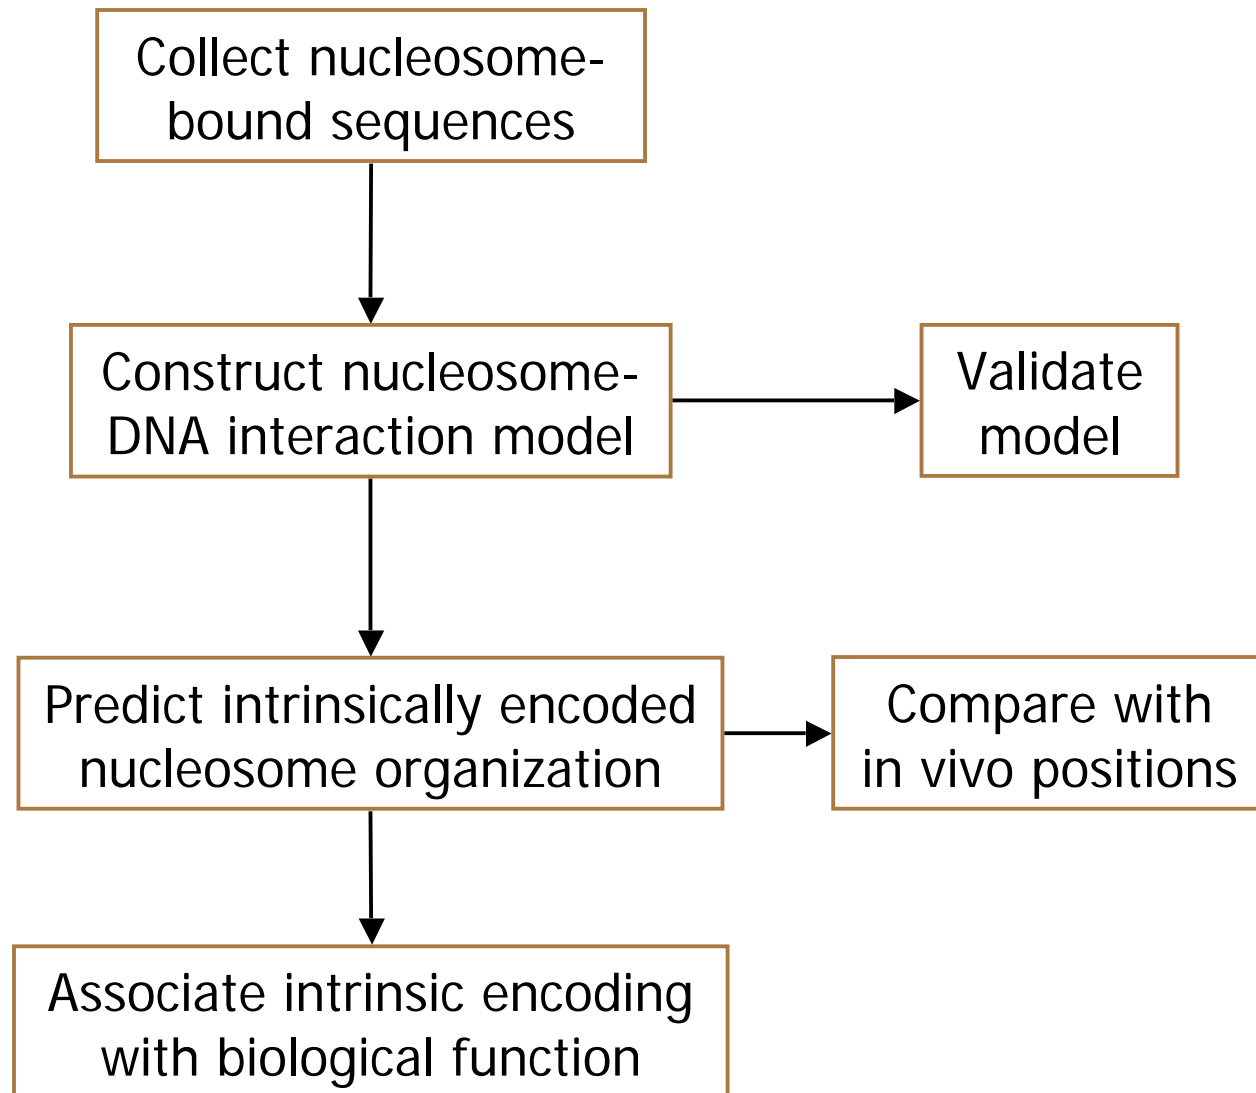 Collect nucleosome-
bound sequences
Construct nucleosome-
DNA interaction model
Validate
model
Predict intrinsically encoded
nucleosome organization
Compare with
in vivo positions
Associate intrinsic encoding
with biological function